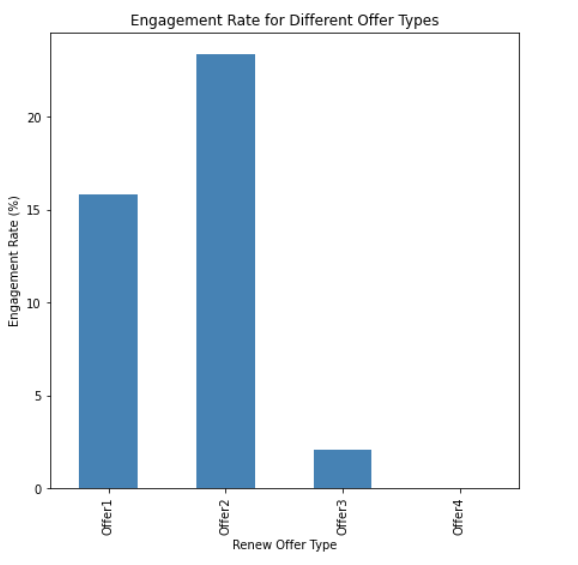 Engagement Rate for Different Offer Types
Engagement Rate (%)
20
15
10
5
0
Offer1
Offer2
Offer3
Offer4
Renew Offer Type